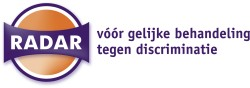 RADAR
vóór gelijke behandeling
tegen discriminatie